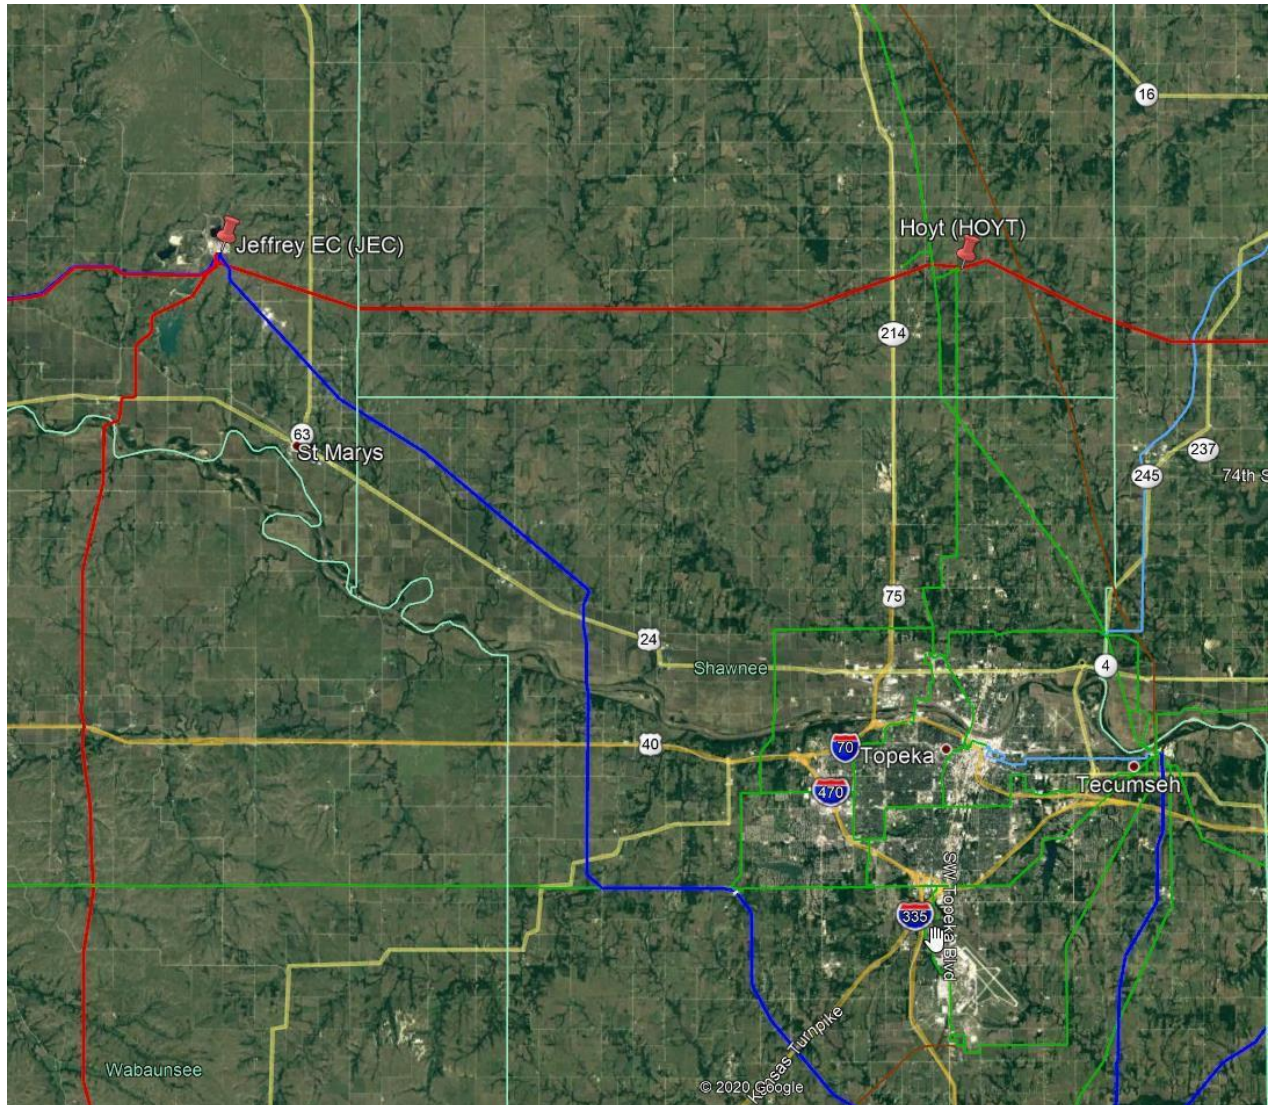 16
Hoyt (HOYT)
Jeffrey EC (JEC)
214
63
St Marys
237
245
74th S
75
24
Shawnee
4
40
70
Topeka
Tecumseh
470
SW Topeka Blvd
335
Kansas Turnpike
Wabaunsee
© 2020 Google